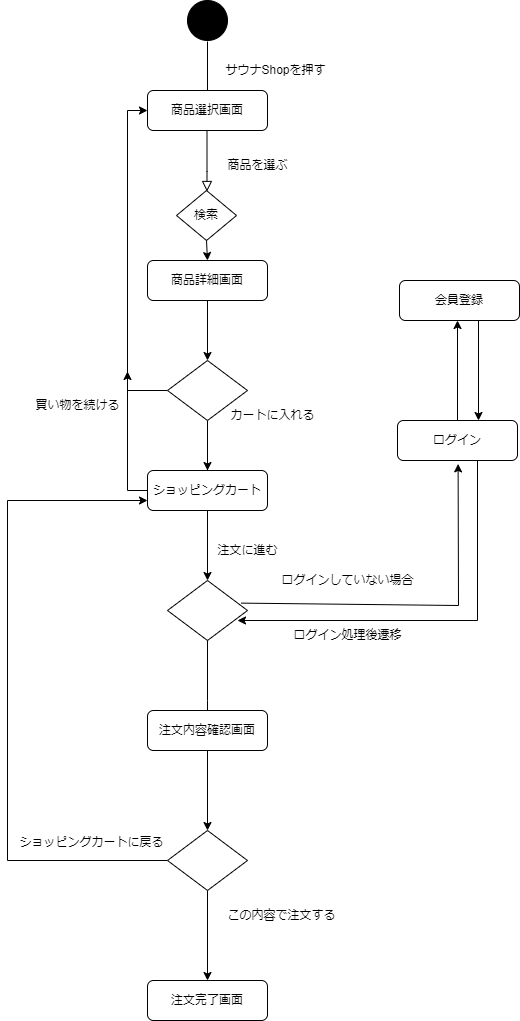 サウナShopを押す
商品選択画面
商品を選ぶ
検索
商品詳細画面
会員登録
買い物を続ける
カートに入れる
ログイン
ショッピングカート
注文に進む
ログインしていない場合
ログイン処理後遷移
注文内容確認画面
ショッピングカートに戻る
この内容で注文する
注文完了画面